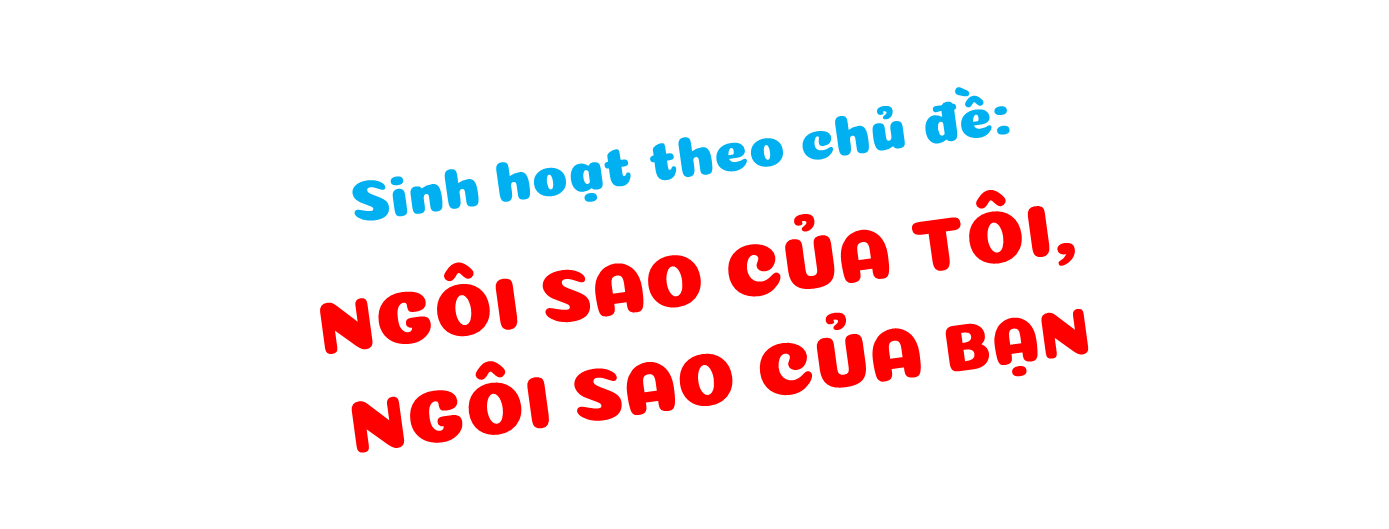 Sinh hoạt theo chủ đề:
NGÔI SAO CỦA TÔI,
NGÔI SAO CỦA BẠN